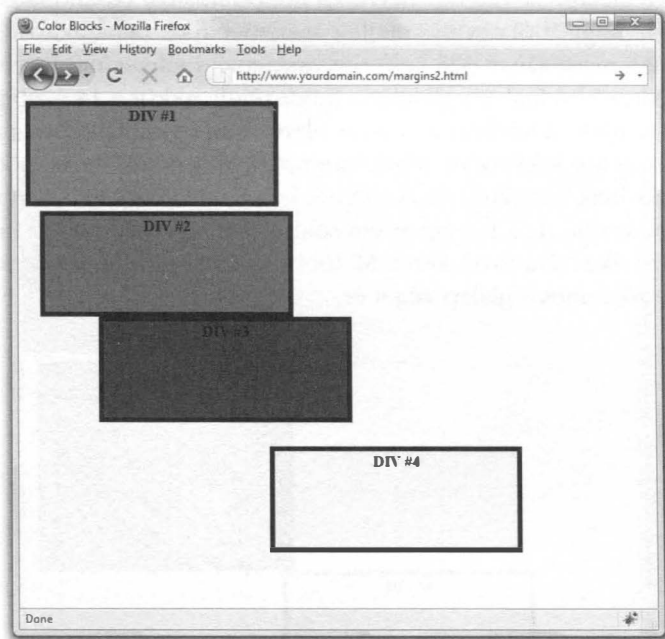 Color Blocks - Mozilla Firefox
File Edit View History Bookmarks Tools Help
http://www.yourdomain.com/margins2.html
DIV #1
DIV #2
DIV #3
DIV #4
Done